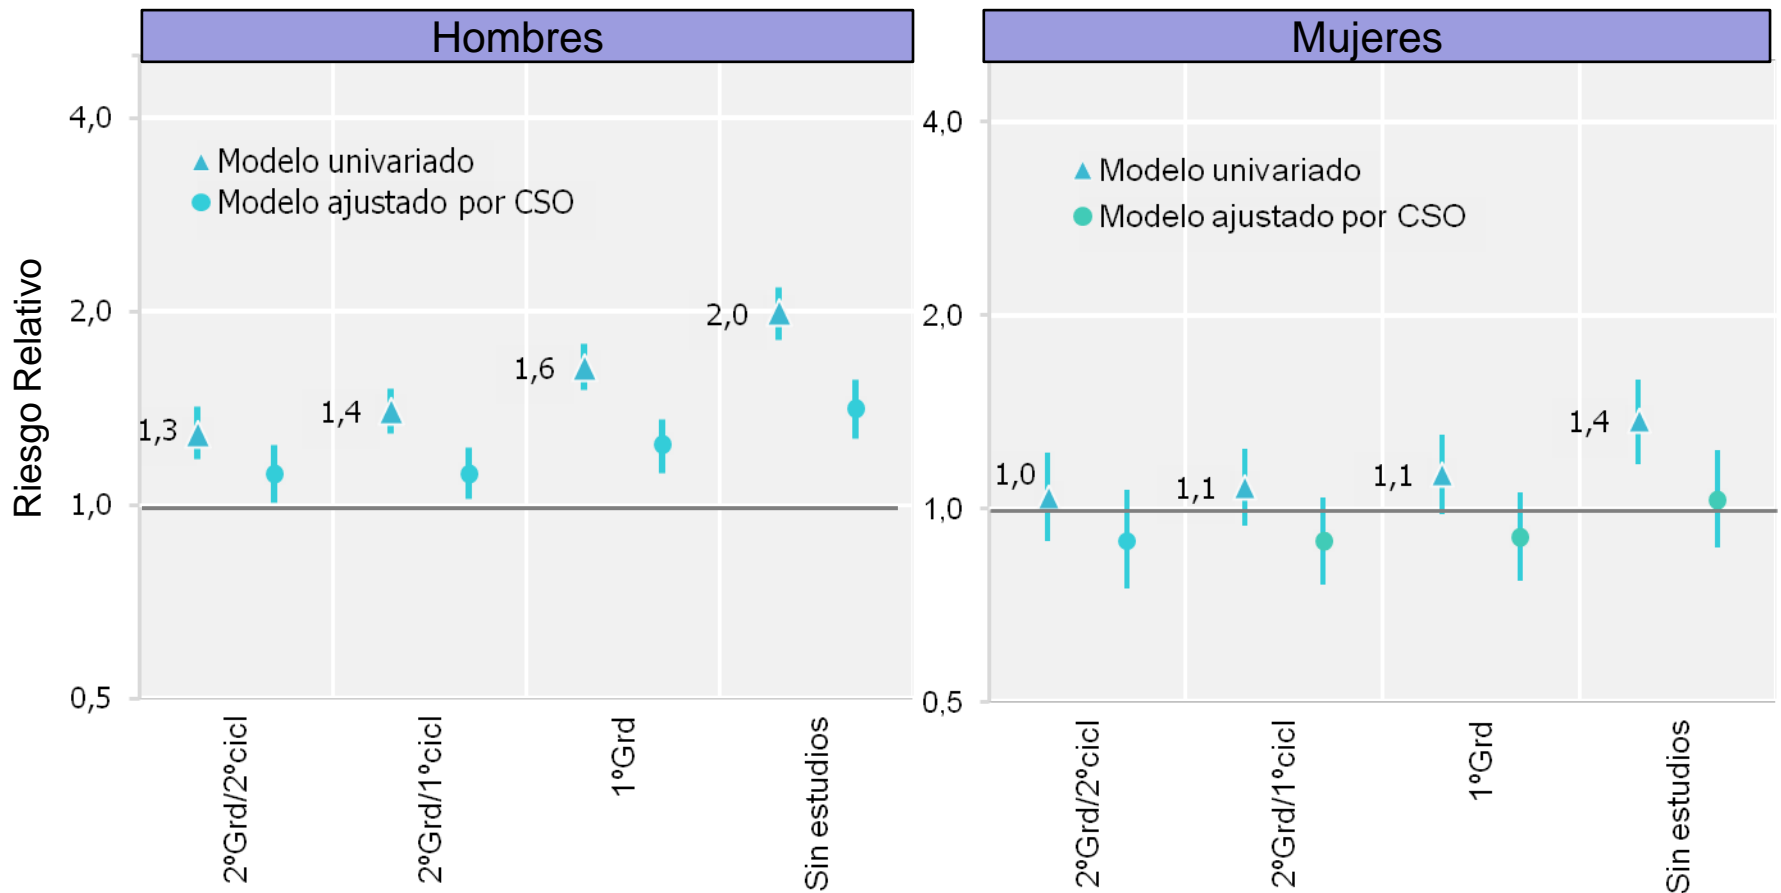 Hombres
Mujeres
Riesgo Relativo
4,0
2,0
1,0
0,5
Modelo univariado
Modelo ajustado por CSO
1,3
1,4
1,6
2,0
2ºGrd/2ºcicl
2ºGrd/1ºcicl
1ºGrd
Sin estudios
4,0
2,0
1,0
0,5
Modelo univariado
Modelo ajustado por CSO
1,0
1,1
1,1
1,4
2ºGrd/2ºcicl
2ºGrd/1ºcicl
1ºGrd
Sin estudios